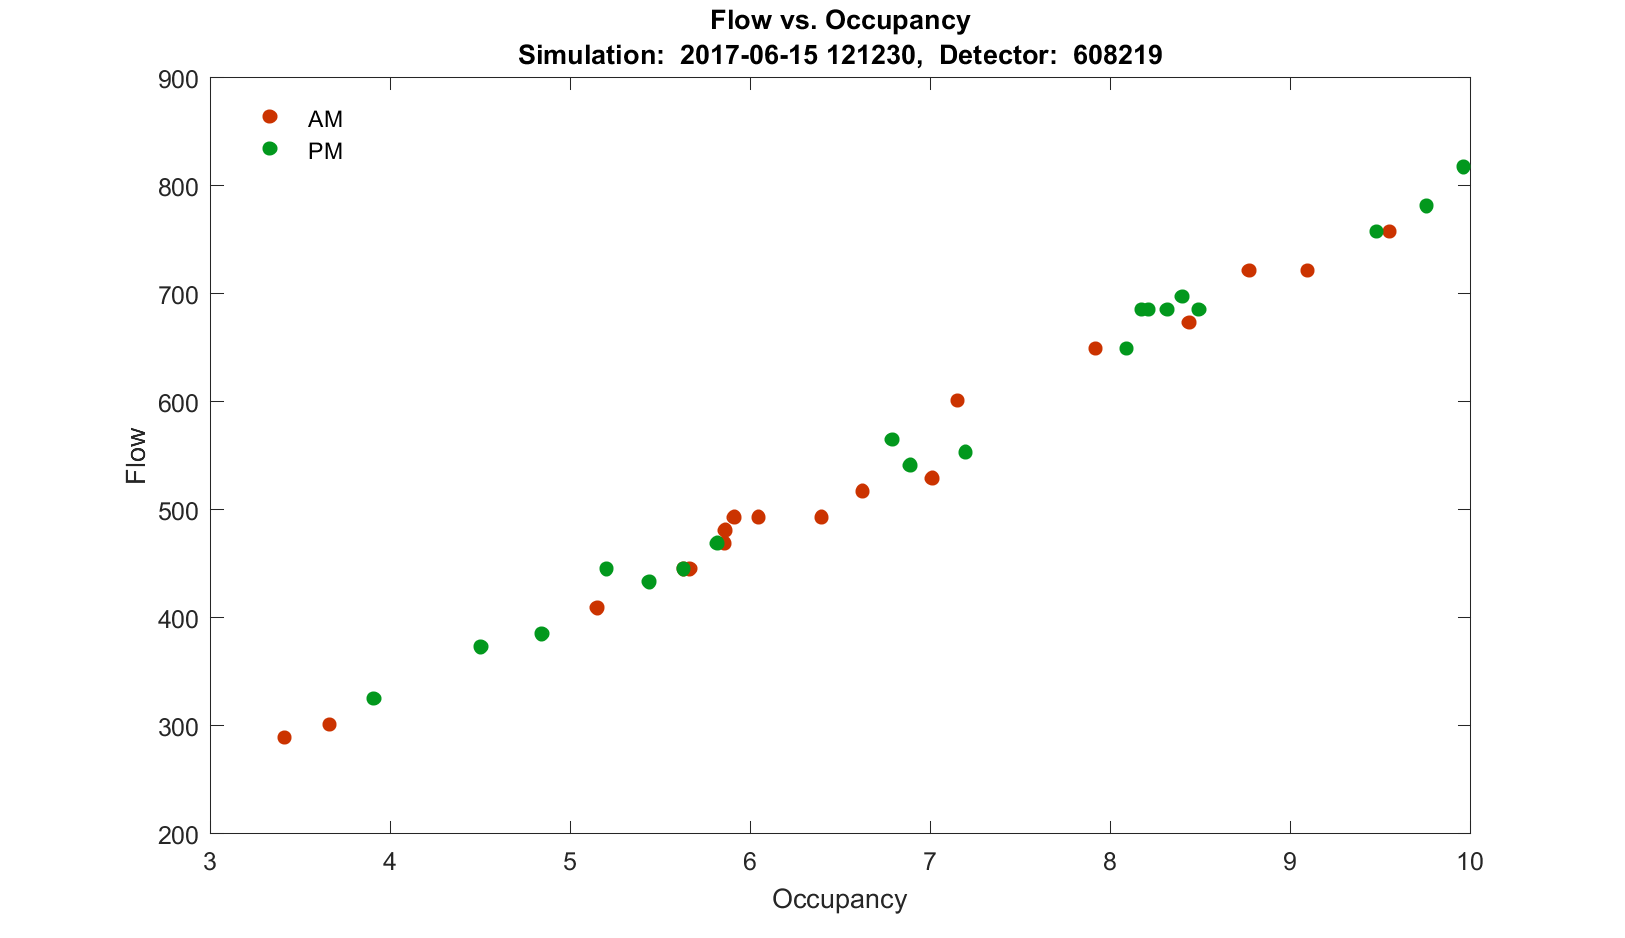 Flow vs. Occupancy
Simulation:  2017-06-15 121230,  Detector:  608219
900
800
700
600
500
400
300
200
AM
PM
Flow
3 4 5 6 7 8 9 10
Occupancy